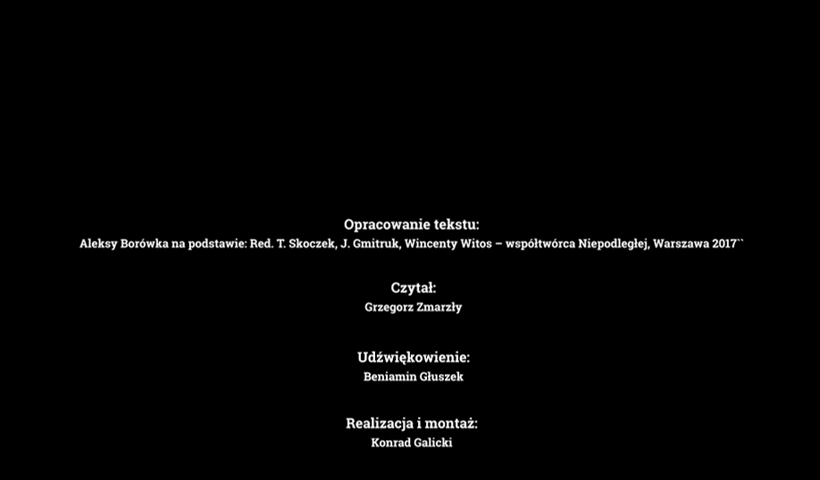 Opracowanie tekstu:
Aleksy Borówka na podstawie: Red. T. Skoczek, J. Gmitruk, Wincenty Witos – współtwórca Niepodległej, Warszawa 2017``
Czytał:
Grzegorz Zmarzły
Udźwiękowienie:
Beniamin Głuszek
Realizacja i montaż:
Konrad Galicki